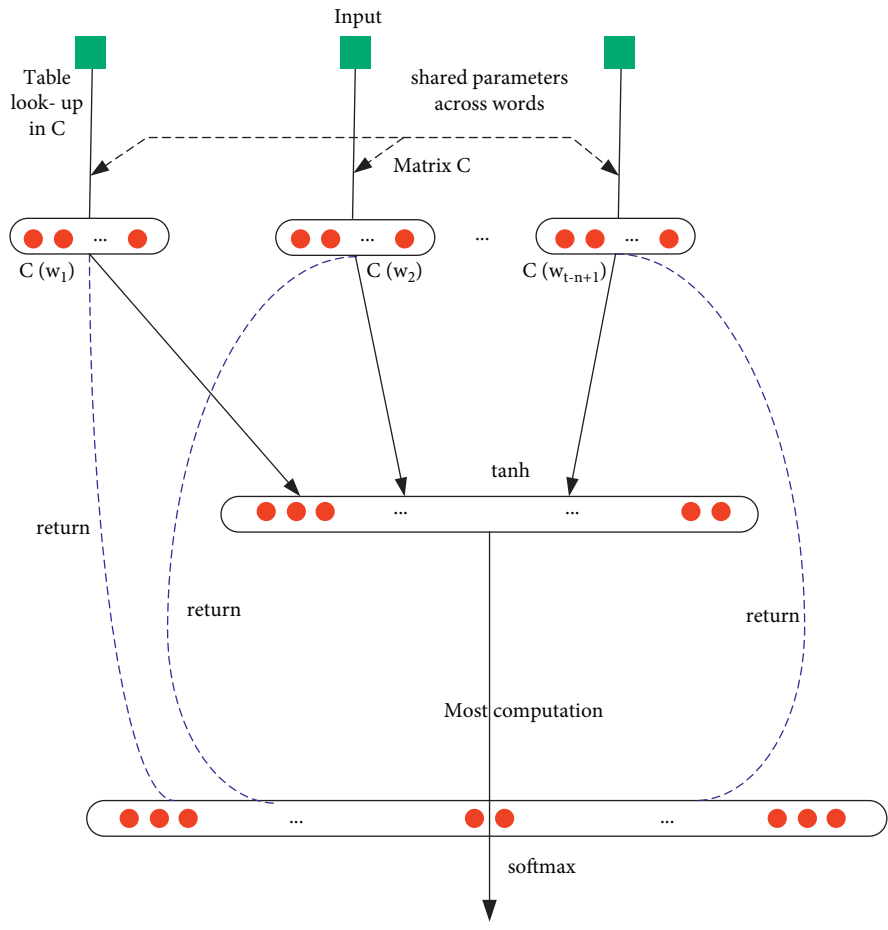 Input
Table
look- up
in C
shared parameters
across words
Matrix C
... ... ... ...
C (w1)
C (w2)
C (wt-n+1)
tanh
... ...
return
return
return
Most computation
... ...
softmax